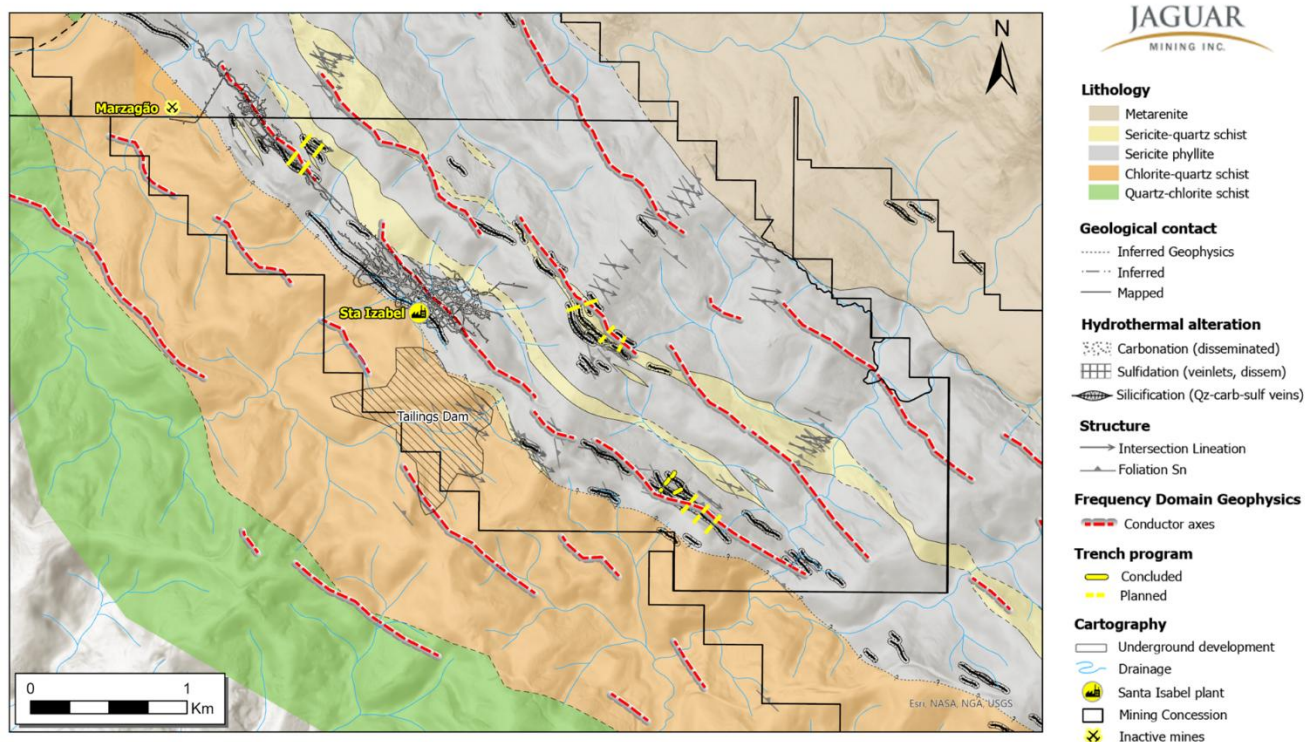 JAGUAR
MINING INC.
N
Marzagão
Sta Izabel
Tailings Dam
0 1
Km
Esri, NASA, NGA, USGS
Lithology
Metarenite
Sericite-quartz schist
Sericite phyllite
Chlorite-quartz schist
Quartz-chlorite schist
Geological contact
Inferred Geophysics
Inferred
Mapped
Hydrothermal alteration
Carbonation (disseminated)
Sulfidation (veinlets, dissem)
Silicification (Qz-carb-sulf veins)
Structure
Intersection Lineation
Foliation Sn
Frequency Domain Geophysics
Conductor axes
Trench program
Concluded
Planned
Cartography
Underground development
Drainage
Santa Isabel plant
Mining Concession
Inactive mines